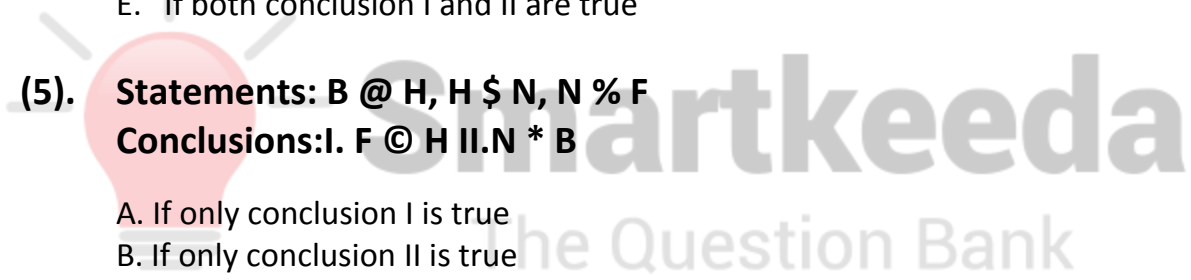 E. If both conclusion I and II are true
(5). Statements: B @ H, H $ N, N % F
Conclusions:I. F © H II.N * B
Smartkeeda
A. If only conclusion I is true
B. If only conclusion II is true
The Question Bank